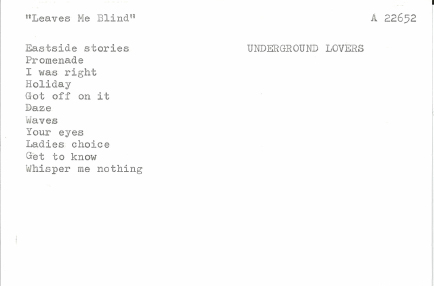 "Leaves Me Blind"
A 22652
Eastside stories
UNDERGROUND LOVERS
Promenade
I was right
Holiday
Got off on it
Daze
Waves
Your eyes
Ladies choice
Get to know
Whisper me nothing